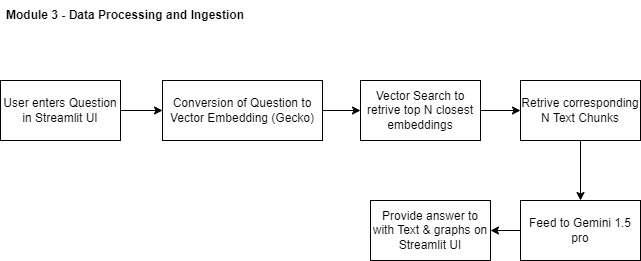 Module 3 - Data Processing and Ingestion
User enters Question
in Streamlit UI
Conversion of Question to
Vector Embedding (Gecko)
Vector Search to
retrive top N closest
embeddings
Retrive corresponding
N Text Chunks
Feed to Gemini 1.5
pro
Provide answer to
with Text & graphs on
Streamlit UI